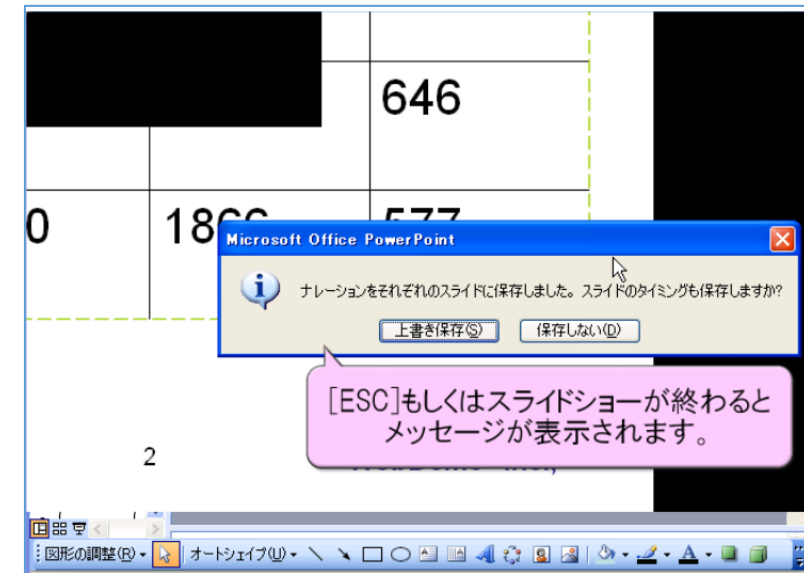 646
0
577
Microsoft Office PowerPoint
ナレーションをそれぞれのスライドに保存しました。スライドのタイミングも保存しますか?
上書き保存(S) 保存しない(D)
[ESC]もしくはスライドショーが終わると
メッセージが表示されます。
2
図形の調整(R) オートシェイプ(U)